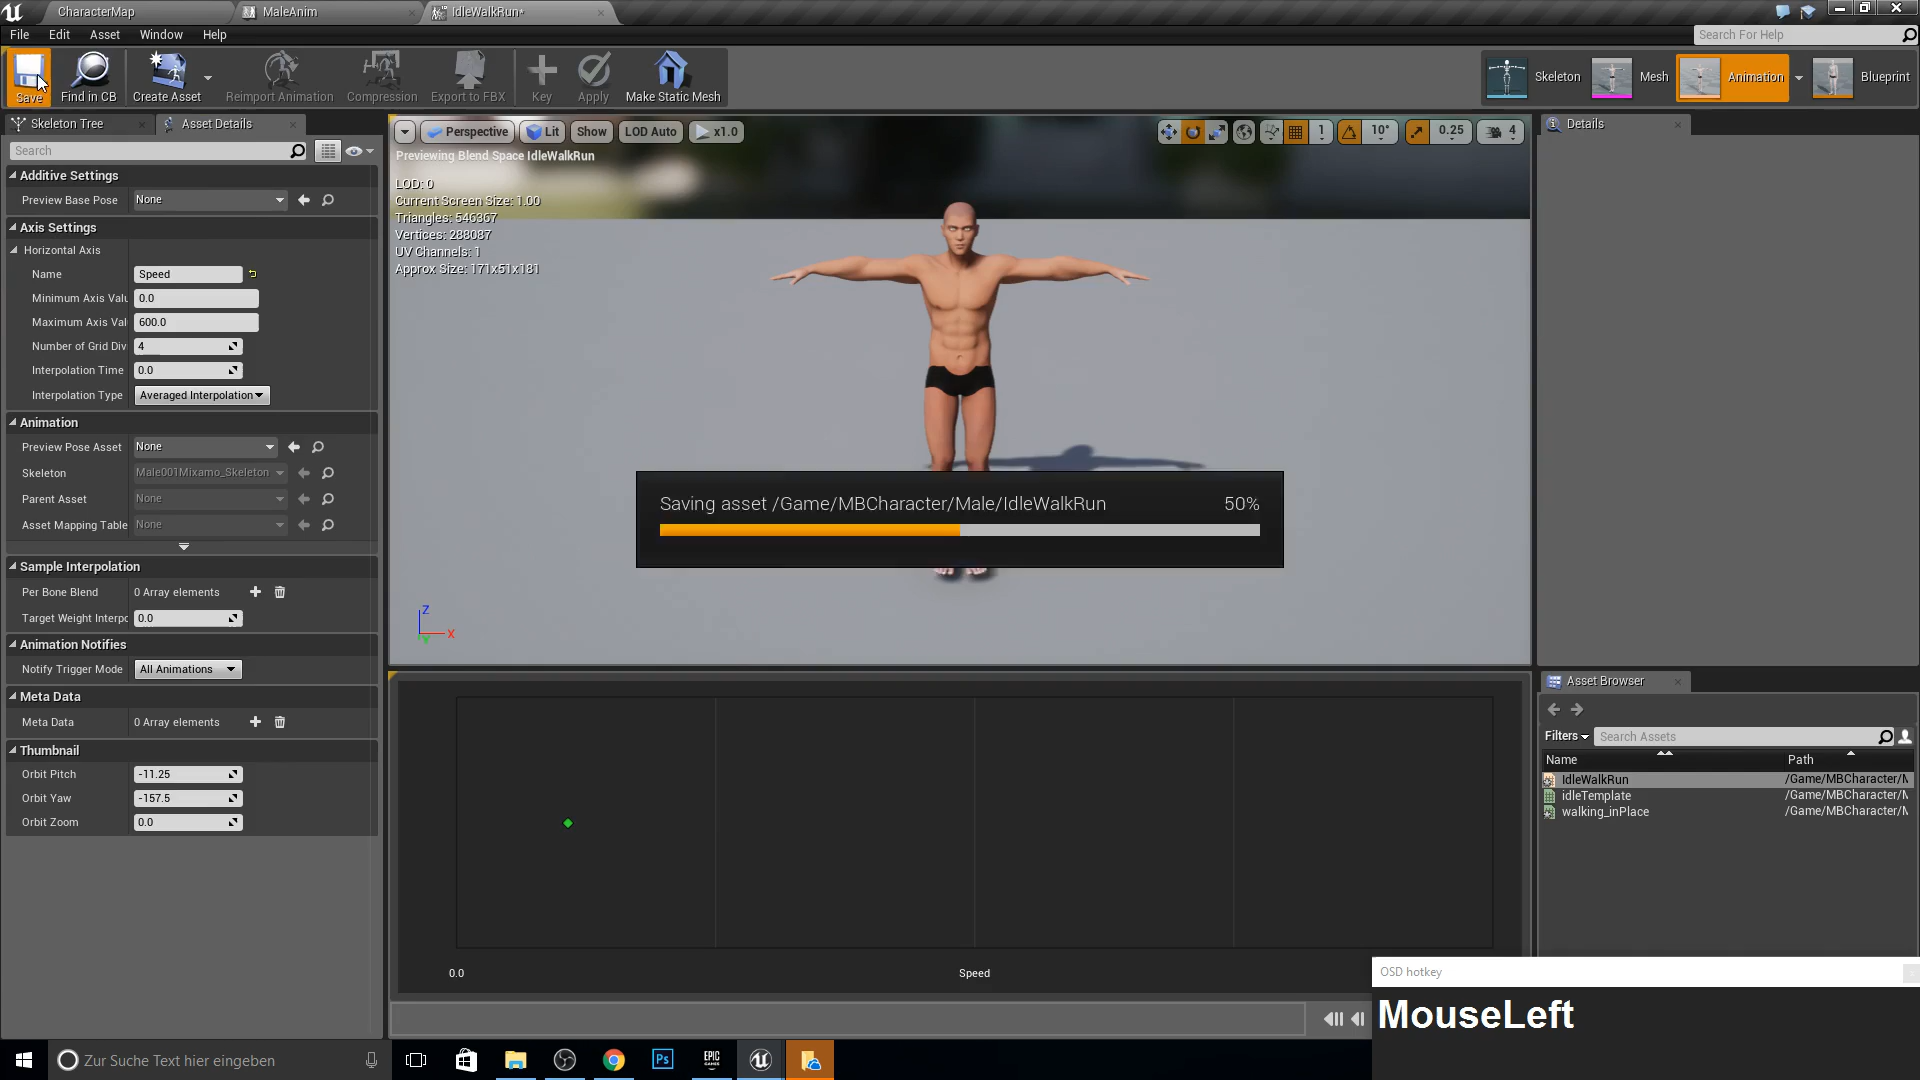 CharacterMap
MaleAnim
IdleWalkRun*
File Edit Asset Window Help
Search For Help
Save
Find in CB
Create Asset
Reimport Animation
Compression
Export to FBX
Key
Apply
Make Static Mesh
Skeleton
Mesh
Animation
Blueprint
Skeleton Tree
Asset Details
Search
Additive Settings
Preview Base Pose None
Axis Settings
Horizontal Axis
Name Speed
Minimum Axis Valu 0.0
Maximum Axis Val 600.0
Number of Grid Div 4
Interpolation Time 0.0
Interpolation Type Averaged Interpolation
Animation
Preview Pose Asset None
Skeleton Male001Mixamo_Skeleton
Parent Asset None
Asset Mapping Table None
Sample Interpolation
Per Bone Blend 0 Array elements
Target Weight Interpo 0.0
Animation Notifies
Notify Trigger Mode All Animations
Meta Data
Meta Data 0 Array elements
Thumbnail
Orbit Pitch -11.25
Orbit Yaw -157.5
Orbit Zoom 0.0
Perspective Lit Show LOD Auto x1.0
1 10° 0.25 4
Previewing Blend Space IdleWalkRun
LOD: 0
Current Screen Size: 1.00
Triangles: 546367
Vertices: 288087
UV Channels: 1
Approx Size: 171x51x181
Saving asset /Game/MBCharacter/Male/IdleWalkRun 50%
Z
X
Y
0.0
Speed
Details
Asset Browser
Filters
Search Assets
Name Path
IdleWalkRun /Game/MBCharacter/M
idleTemplate /Game/MBCharacter/M
walking_inPlace /Game/MBCharacter/M
OSD hotkey
MouseLeft
Zur Suche Text hier eingeben
Ps
EPIC
GAMES